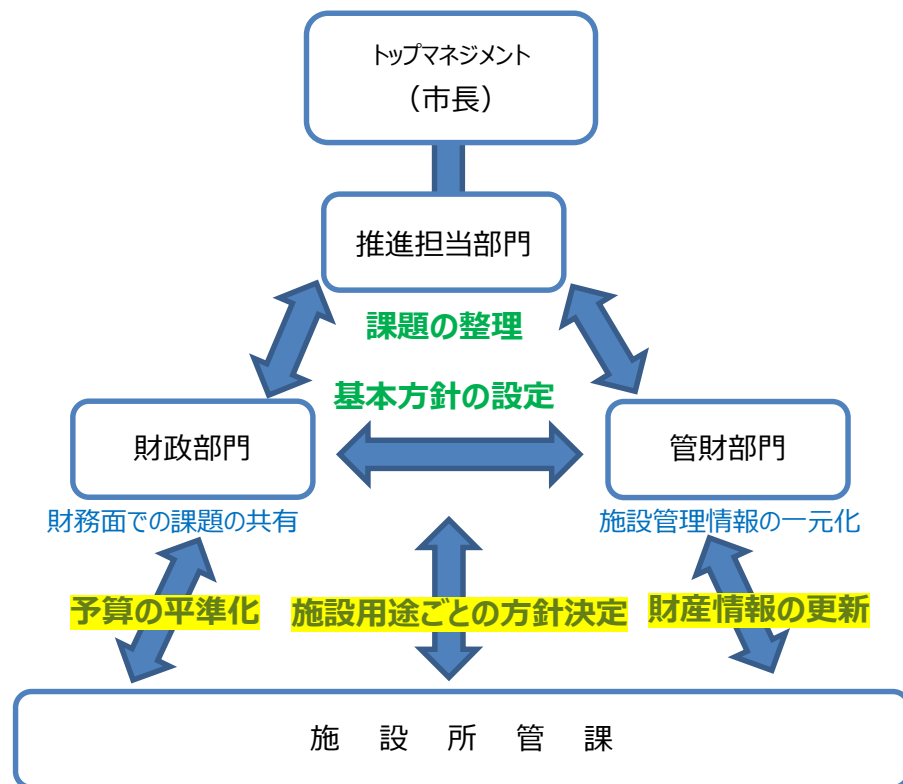 トップマネジメント
（市長）
推進担当部門
課題の整理
基本方針の設定
財政部門
管財部門
財務面での課題の共有
施設管理情報の一元化
予算の平準化
施設用途ごとの方針決定
財産情報の更新
施　設　所　管　課